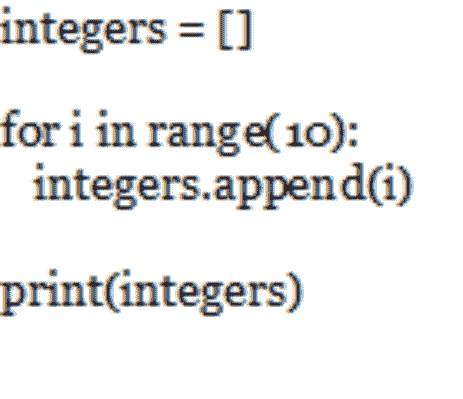 integers = []
for i in range(10):
integers.append(i)
print(integers)